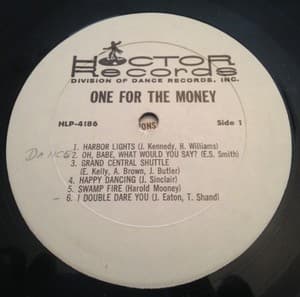 HOCTOR
Records
DIVISION OF DANCE RECORDS, INC.
ONE FOR THE MONEY
HLP-4186
Side 1
1. HARBOR LIGHTS (J. Kennedy, H. Williams)
DANCE 2. OH, BABE, WHAT WOULD YOU SAY? (E.S. Smith)
3. GRAND CENTRAL SHUTTLE
(E. Kelly, A. Brown, J. Butler)
4. HAPPY DANCING (J. Sinclair)
5. SWAMP FIRE (Harold Mooney)
- 6. I DOUBLE DARE YOU (J. Eaton, T. Shand)